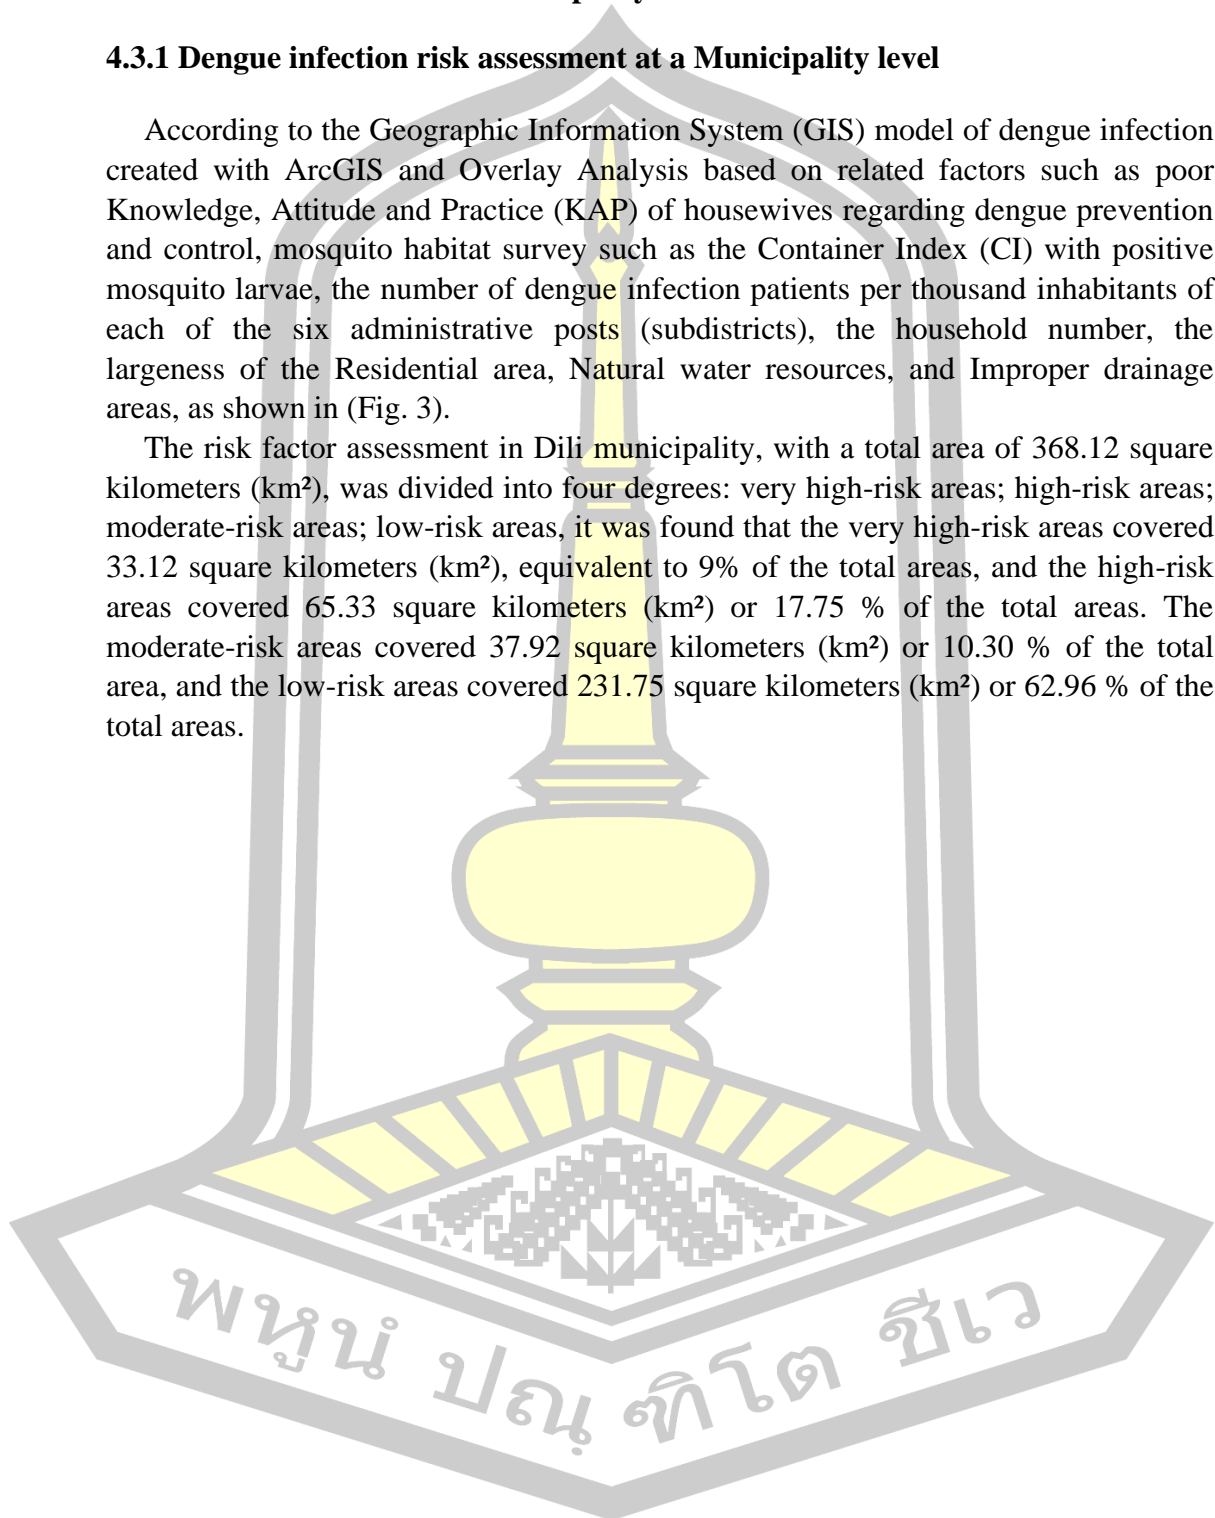 4.3.1 Dengue infection risk assessment at a Municipality level
According to the Geographic Information System (GIS) model of dengue infection
created with ArcGIS and Overlay Analysis based on related factors such as poor
Knowledge, Attitude and Practice (KAP) of housewives regarding dengue prevention
and control, mosquito habitat survey such as the Container Index (CI) with positive
mosquito larvae, the number of dengue infection patients per thousand inhabitants of
each of the six administrative posts (subdistricts), the household number, the
largeness of the Residential area, Natural water resources, and Improper drainage
areas, as shown in (Fig. 3).
The risk factor assessment in Dili municipality, with a total area of 368.12 square
kilometers (km²), was divided into four degrees: very high-risk areas; high-risk areas;
moderate-risk areas; low-risk areas, it was found that the very high-risk areas covered
33.12 square kilometers (km²), equivalent to 9% of the total areas, and the high-risk
areas covered 65.33 square kilometers (km²) or 17.75 % of the total areas. The
moderate-risk areas covered 37.92 square kilometers (km²) or 10.30 % of the total
area, and the low-risk areas covered 231.75 square kilometers (km²) or 62.96 % of the
total areas.
พหูนํ ปณฺฑิโต ชีเว